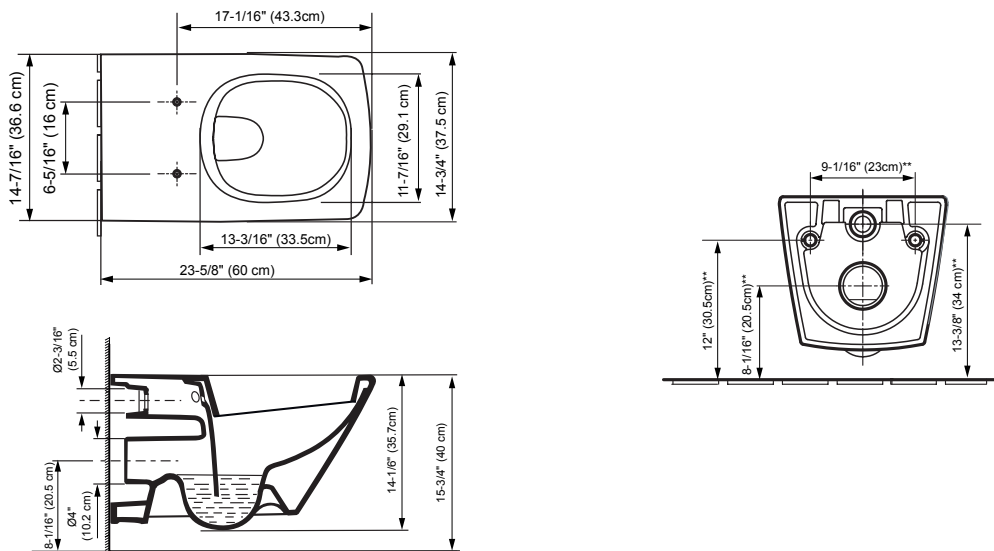 17-1/16" (43.3cm)
14-7/16" (36.6 cm)
6-5/16" (16 cm)
11-7/16" (29.1 cm)
14-3/4" (37.5 cm)
13-3/16" (33.5cm)
23-5/8" (60 cm)
9-1/16" (23cm)**
12" (30.5cm)**
8-1/16" (20.5cm)**
13-3/8" (34 cm)**
Ø2-3/16"
(5.5 cm)
8-1/16" (20.5 cm)
Ø4"
(10.2 cm)
14-1/6" (35.7cm)
15-3/4" (40 cm)